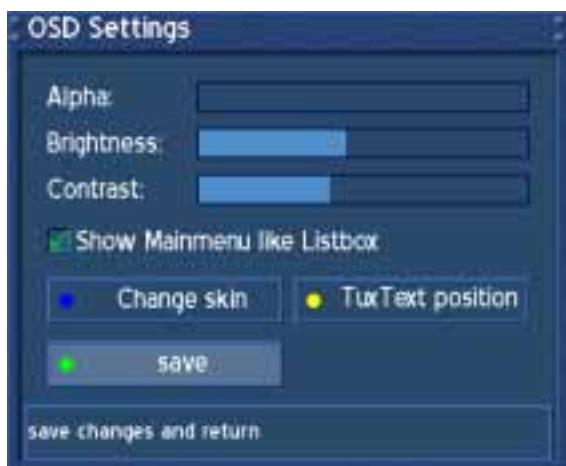 OSD Settings
Alpha:
Brightness:
Contrast:
Show Mainmenu like Listbox
Change skin
TuxText position
save
save changes and return